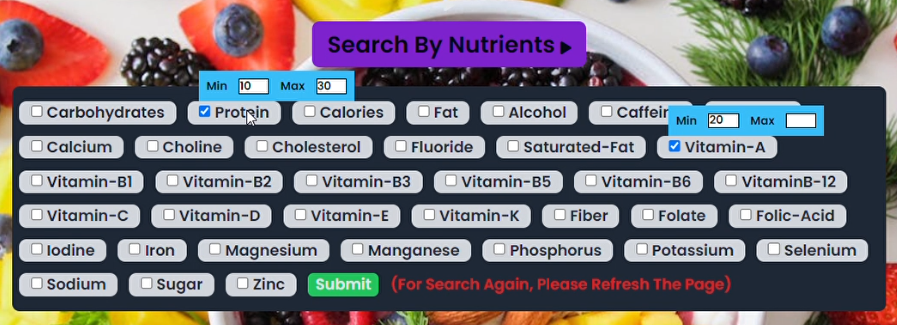 Search By Nutrients ▶
Min 10 Max 30
Carbohydrates Protein Calories Fat Alcohol
Min 20 Max
Calcium Choline Cholesterol Fluoride Saturated-Fat Vitamin-A
Vitamin-B1 Vitamin-B2 Vitamin-B3 Vitamin-B5 Vitamin-B6 VitaminB-12
Vitamin-C Vitamin-D Vitamin-E Vitamin-K Fiber Folate Folic-Acid
Iodine Iron Magnesium Manganese Phosphorus Potassium Selenium
Sodium Sugar Zinc Submit (For Search Again, Please Refresh The Page)